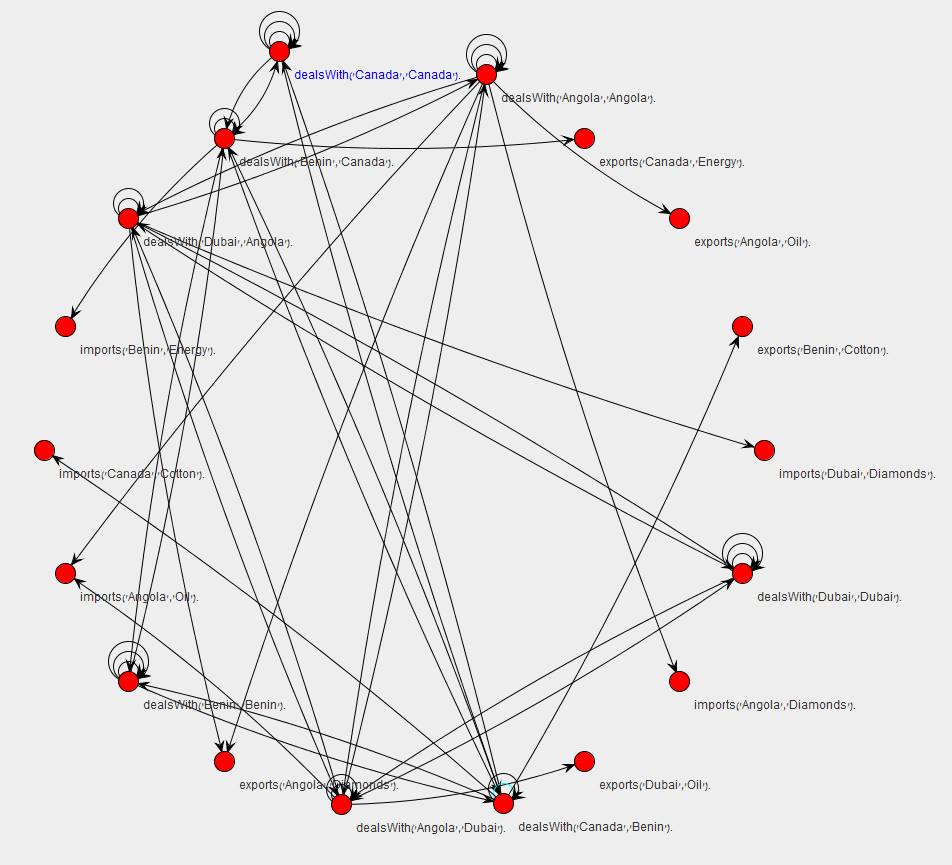 dealsWith('Canada','Canada').
dealsWith('Angola','Angola').
dealsWith('Benin','Canada').
exports('Canada','Energy').
dealsWith('Dubai','Angola').
exports('Angola','Oil').
imports('Benin','Energy').
exports('Benin','Cotton').
imports('Canada','Cotton').
imports('Dubai','Diamonds').
imports('Angola','Oil').
dealsWith('Dubai','Dubai').
dealsWith('Benin','Benin').
imports('Angola','Diamonds').
exports('Angola','Diamonds').
exports('Dubai','Oil').
dealsWith('Angola','Dubai').
dealsWith('Canada','Benin').